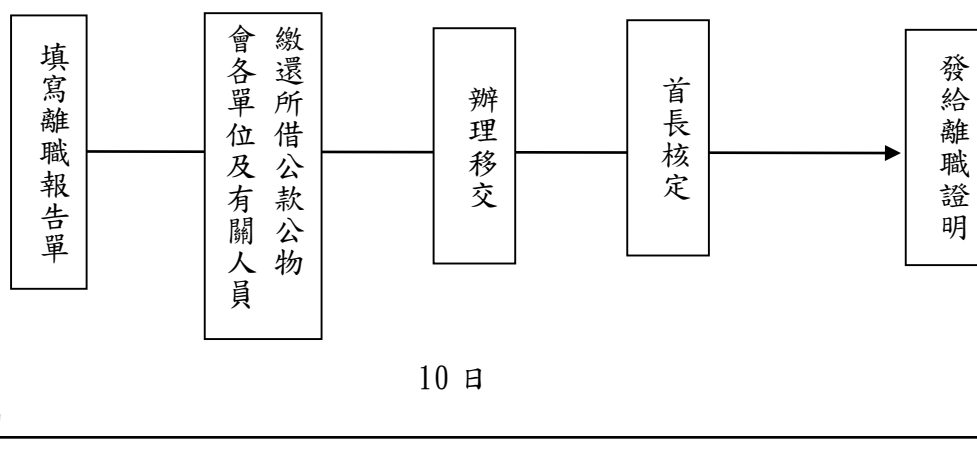 填寫離職報告單
繳還所借公款公物
會各單位及有關人員
辦理移交
首長核定
發給離職證明
10 日